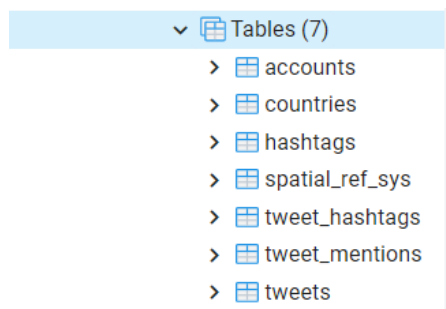 Tables (7)
accounts
countries
hashtags
spatial_ref_sys
tweet_hashtags
tweet_mentions
tweets